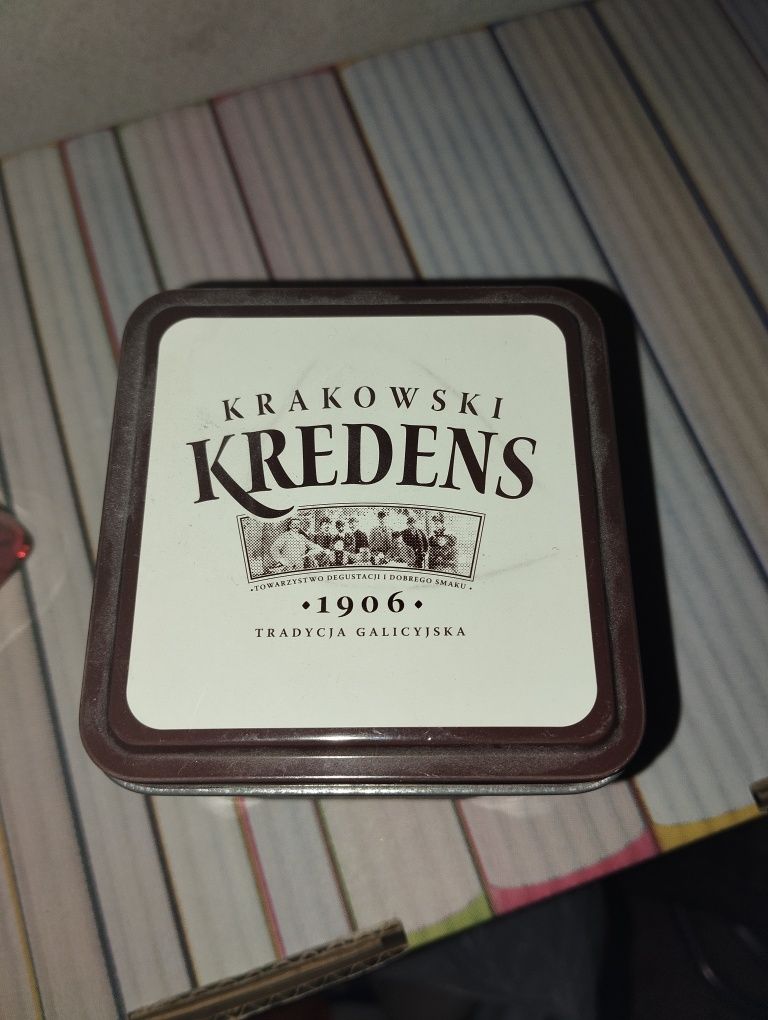 KRAKOWSKI
KREDENS
•TOWARZYSTWO DEGUSTACJI I DOBREGO SMAKU•
•1906•
TRADYCJA GALICYJSKA